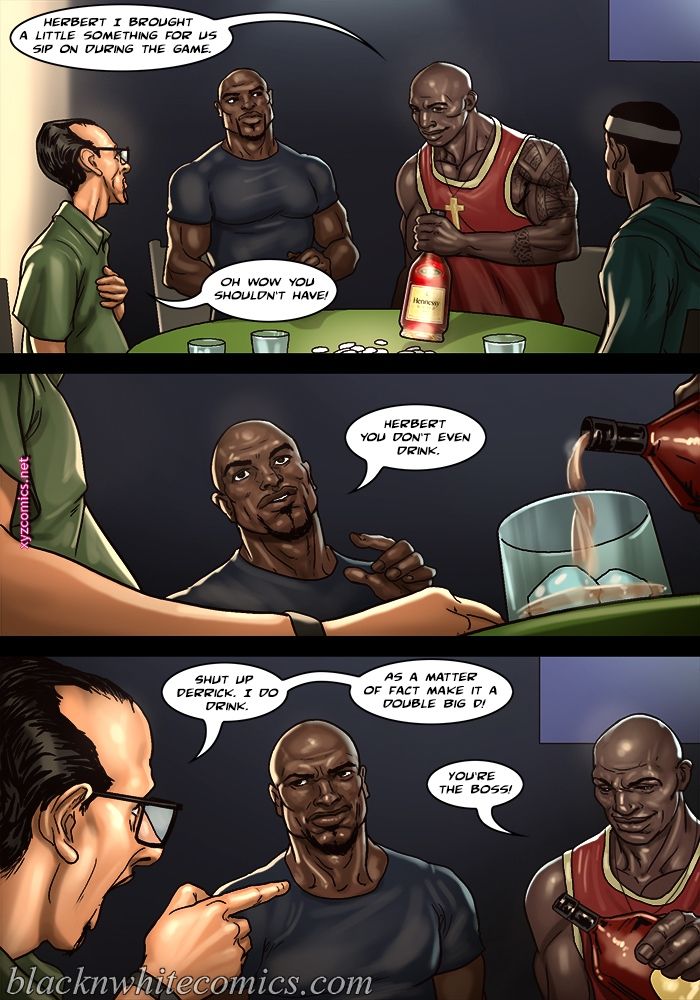 HERBERT I BROUGHT
A LITTLE SOMETHING FOR US
SIP ON DURING THE GAME.
OH WOW YOU
SHOULDN'T HAVE!
Hennessy
HERBERT
YOU DON'T EVEN
DRINK.
xyzcomics.net
SHUT UP
DERRICK. I DO
DRINK.
AS A MATTER
OF FACT MAKE IT A
DOUBLE BIG D!
YOU'RE
THE BOSS!
blacknwhitecomics.com